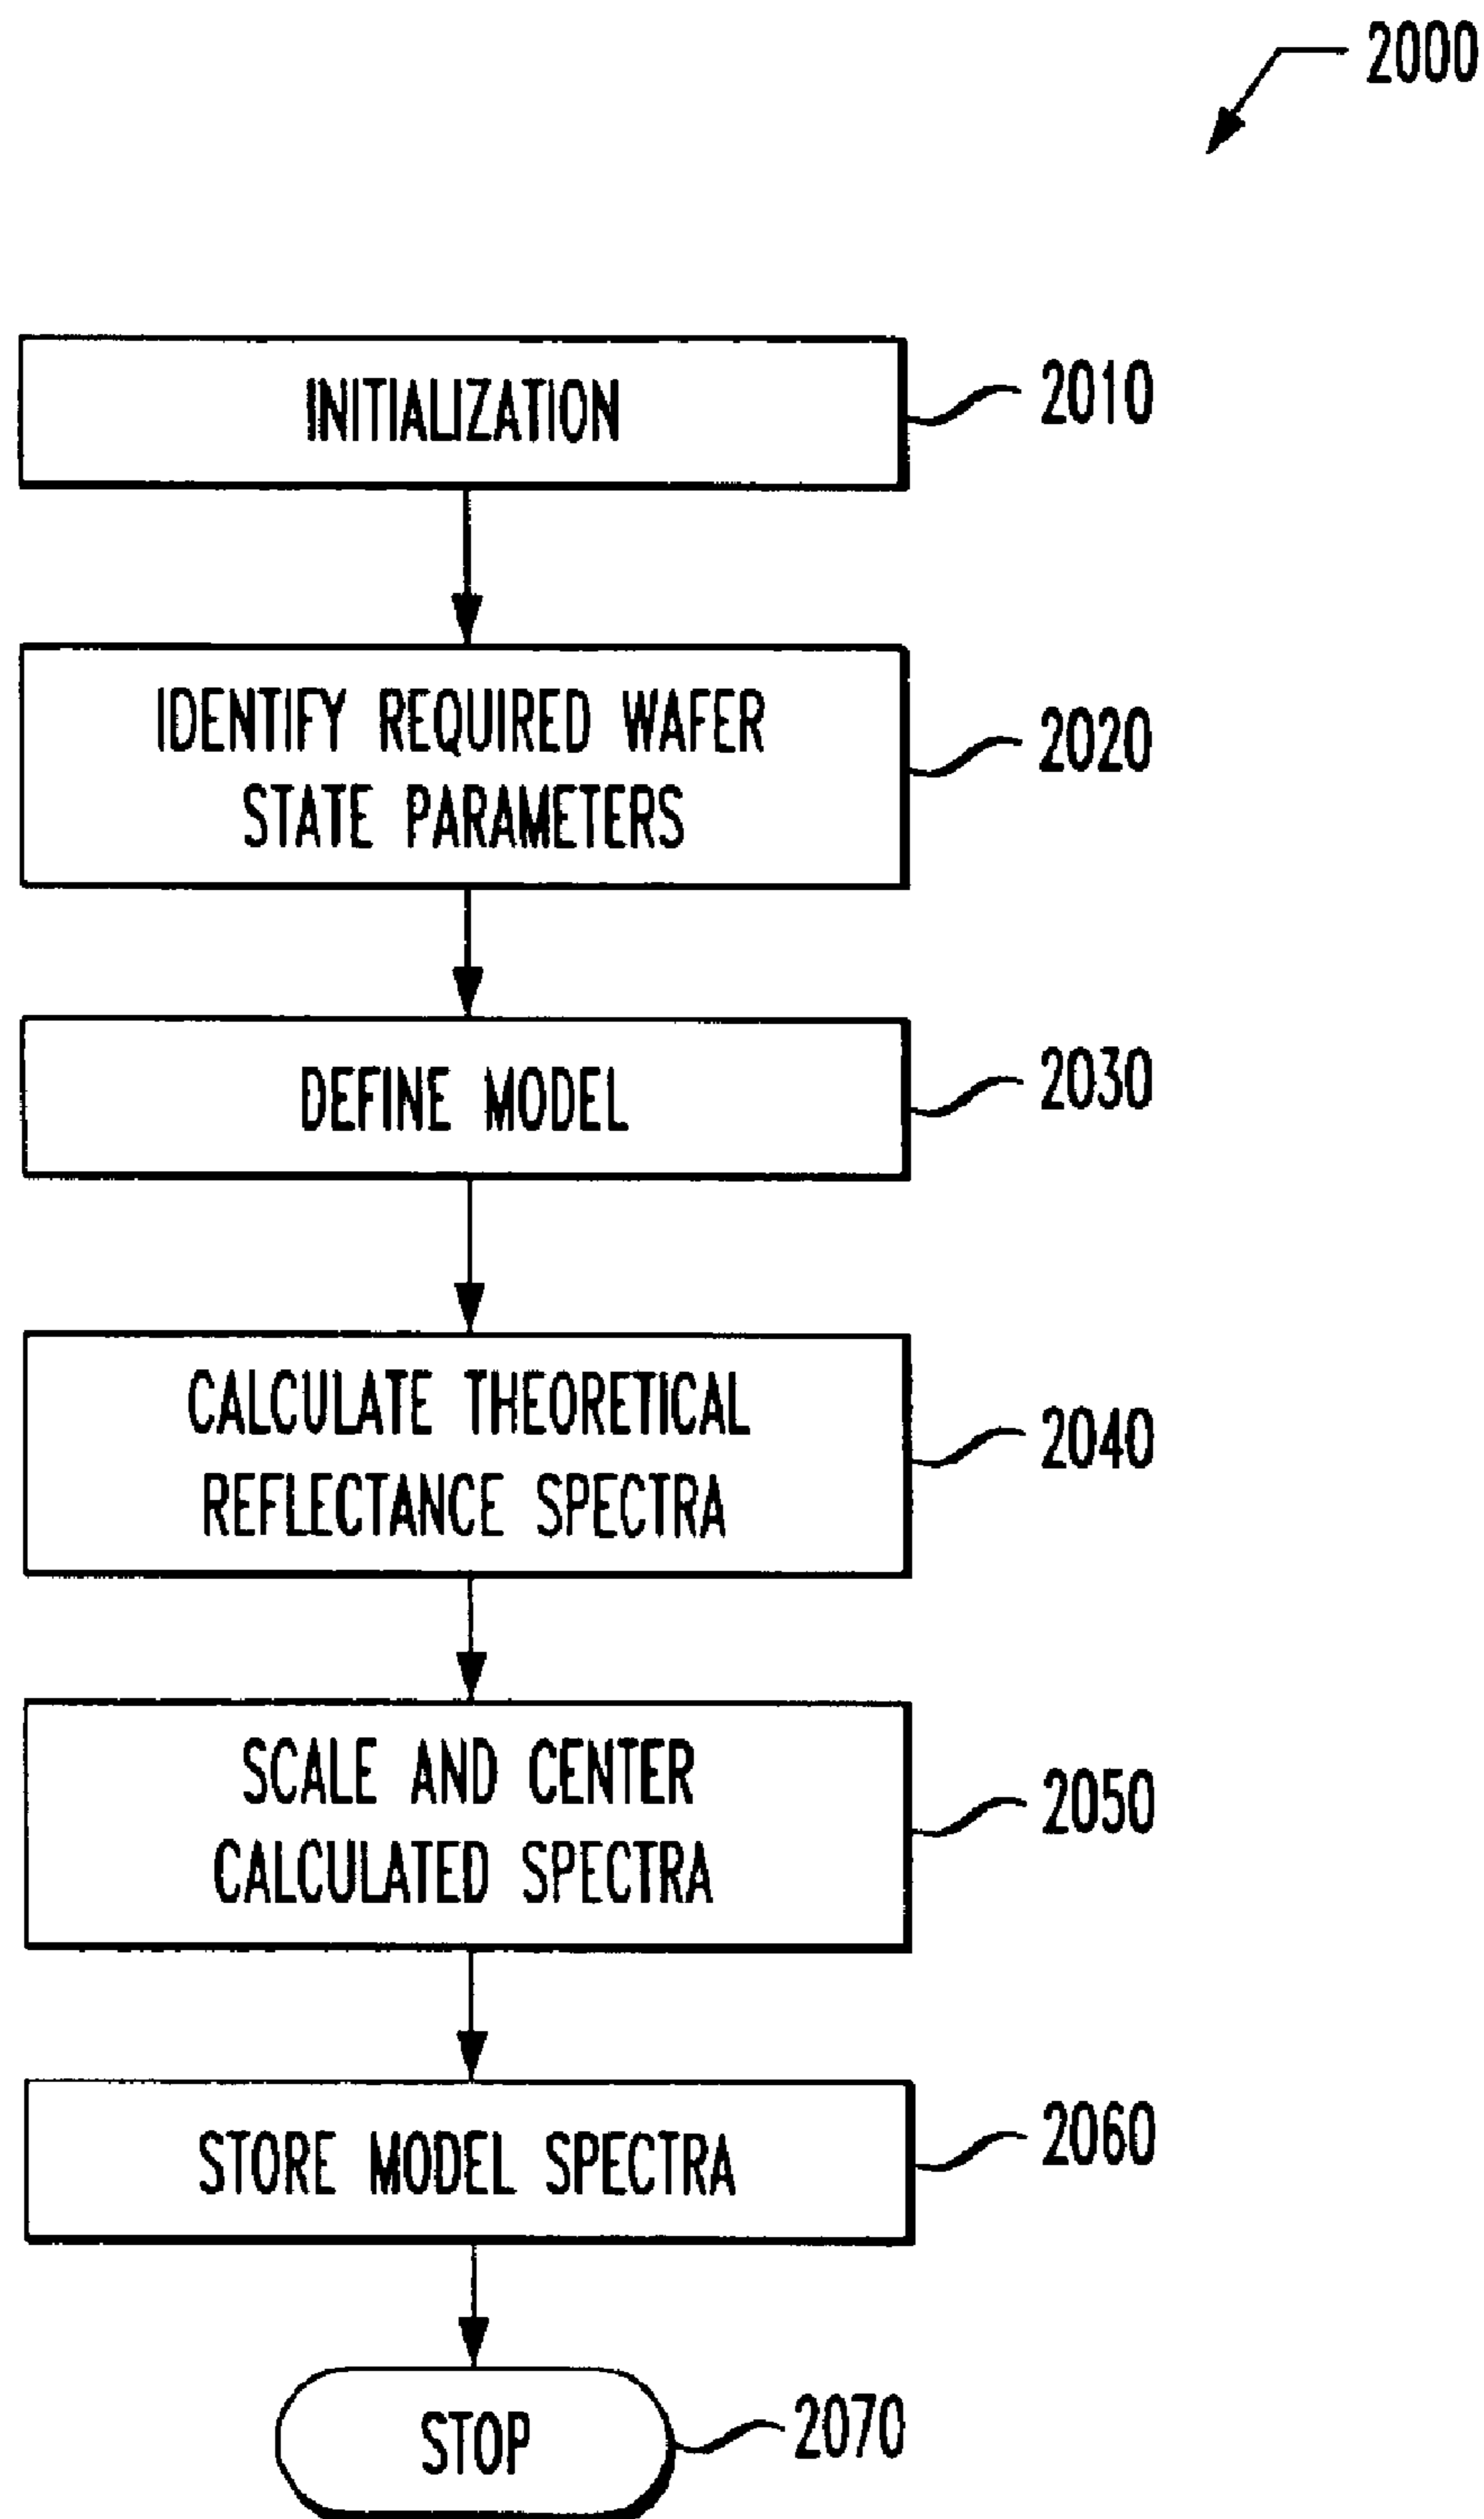 2000
INITIALIZATION
2010
IDENTIFY REQUIRED WAFER
STATE PARAMETERS
2020
DEFINE MODEL
2030
CALCULATE THEORETICAL
REFLECTANCE SPECTRA
2040
SCALE AND CENTER
CALCULATED SPECTRA
2050
STORE MODEL SPECTRA
2060
STOP
2070